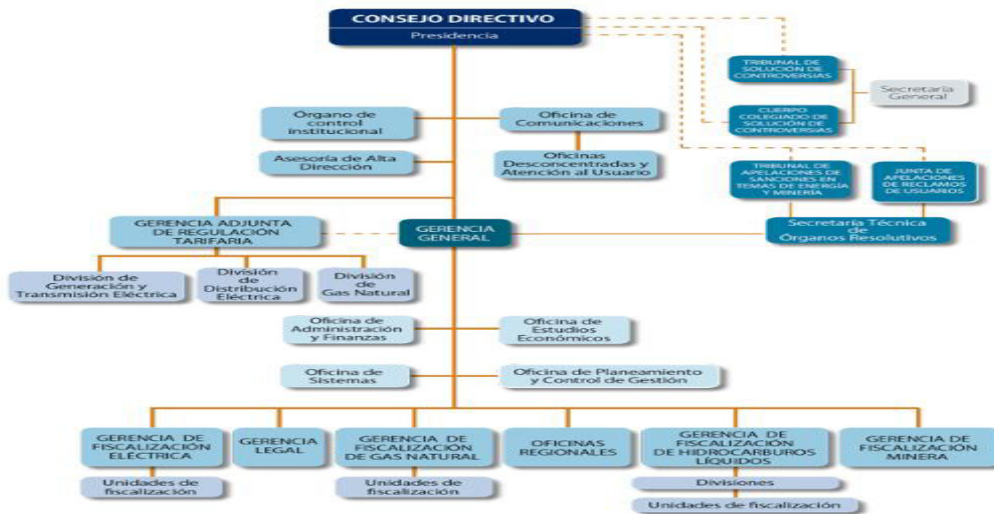 CONSEJO DIRECTIVO
Presidencia
TRIBUNAL DE
SOLUCIÓN DE
CONTROVERSIAS
Secretaría
General
CUERPO
COLEGIADO DE
SOLUCIÓN DE
CONTROVERSIAS
Órgano de
control
institucional
Oficina de
Comunicaciones
Asesoría de Alta
Dirección
Oficinas
Desconcentradas y
Atención al Usuario
TRIBUNAL DE
APELACIONES DE
SANCIONES EN
TEMAS DE ENERGÍA
Y MINERÍA
JUNTA DE
APELACIONES
DE RECLAMOS
DE USUARIOS
GERENCIA ADJUNTA
DE REGULACIÓN
TARIFARIA
GERENCIA
GENERAL
Secretaría Técnica
de
Órganos Resolutivos
División de
Generación y
Transmisión Eléctrica
División
de
Distribución
Eléctrica
División
de
Gas Natural
Oficina de
Administración
y Finanzas
Oficina de
Estudios
Económicos
Oficina de
Sistemas
Oficina de Planeamiento
y Control de Gestión
GERENCIA DE
FISCALIZACIÓN
ELÉCTRICA
GERENCIA
LEGAL
GERENCIA DE
FISCALIZACIÓN
DE GAS NATURAL
OFICINAS
REGIONALES
GERENCIA DE
FISCALIZACIÓN
DE HIDROCARBUROS
LÍQUIDOS
GERENCIA DE
FISCALIZACIÓN
MINERA
Unidades de
fiscalización
Unidades de
fiscalización
Divisiones
Unidades de fiscalización